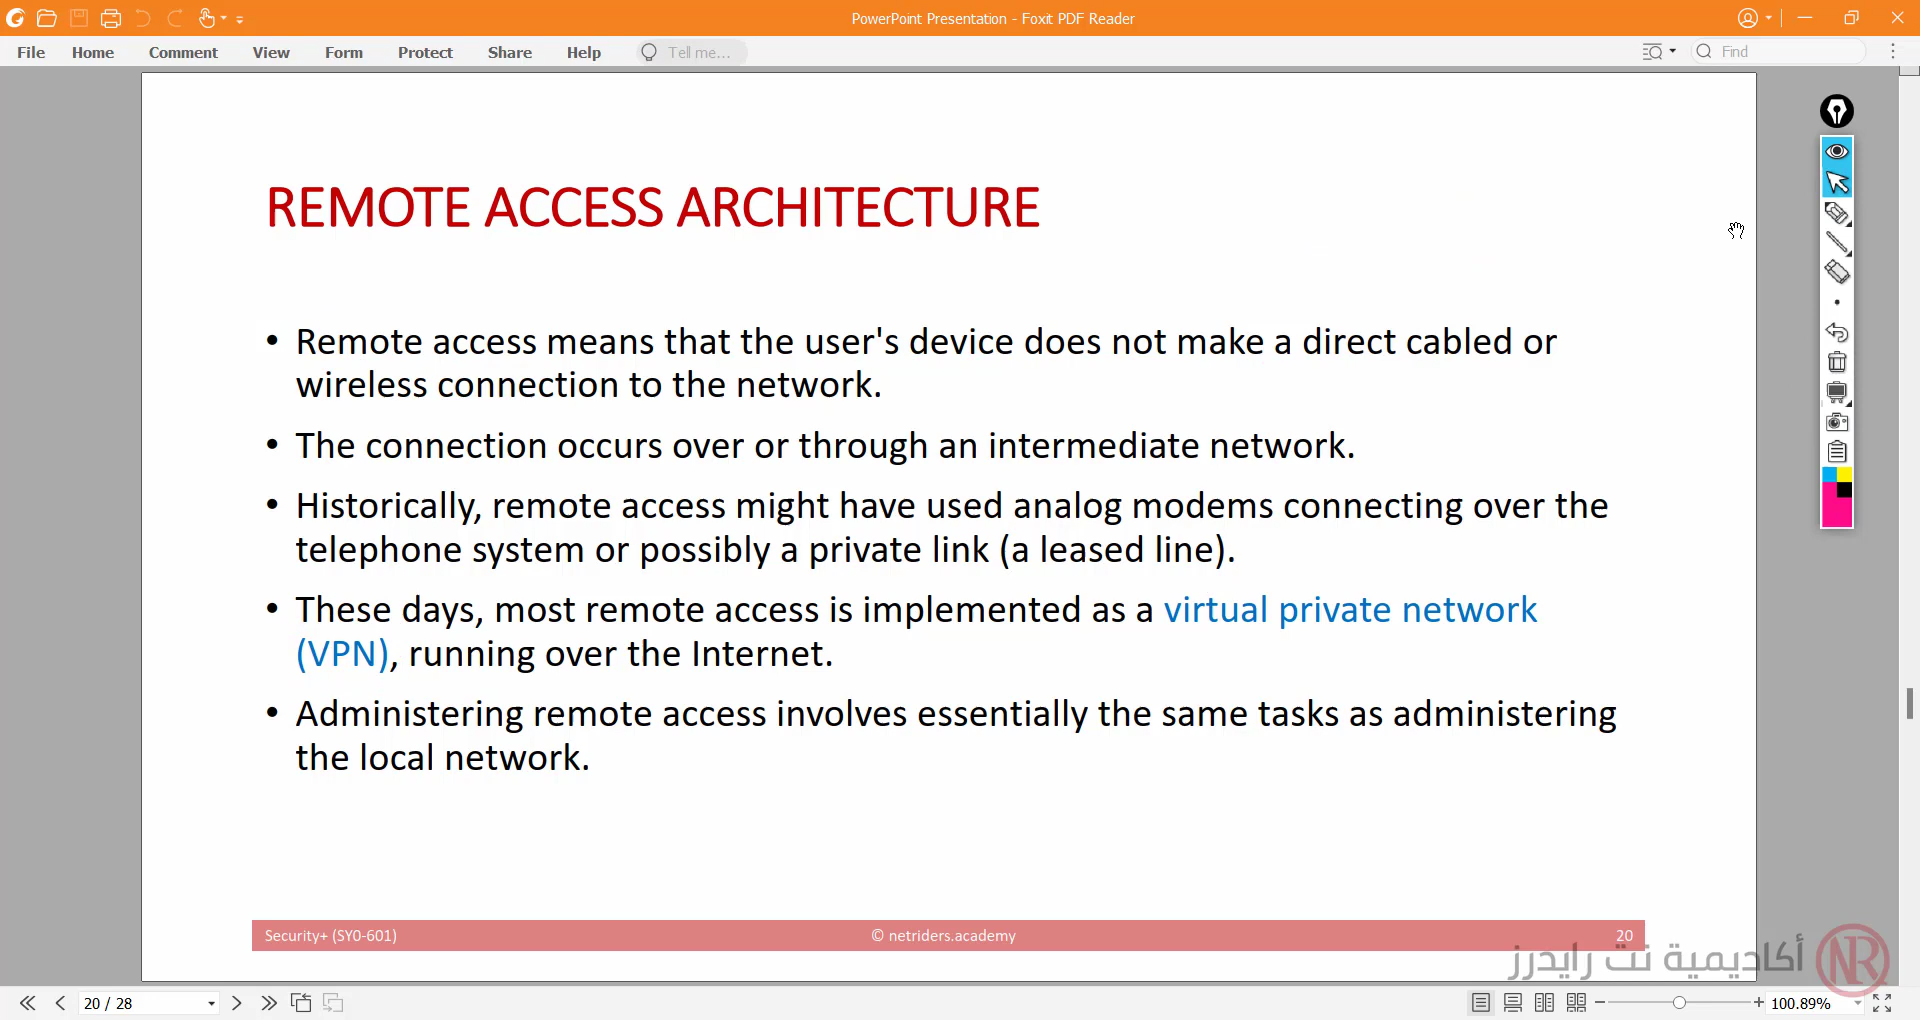 PowerPoint Presentation - Foxit PDF Reader
File Home Comment View Form Protect Share Help Tell me... Find
REMOTE ACCESS ARCHITECTURE
• Remote access means that the user's device does not make a direct cabled or
wireless connection to the network.
• The connection occurs over or through an intermediate network.
• Historically, remote access might have used analog modems connecting over the
telephone system or possibly a private link (a leased line).
• These days, most remote access is implemented as a virtual private network
(VPN), running over the Internet.
• Administering remote access involves essentially the same tasks as administering
the local network.
Security+ (SY0-601) © netriders.academy 20
أكاديمية نت رايدرز NR
20 / 28 100.89%